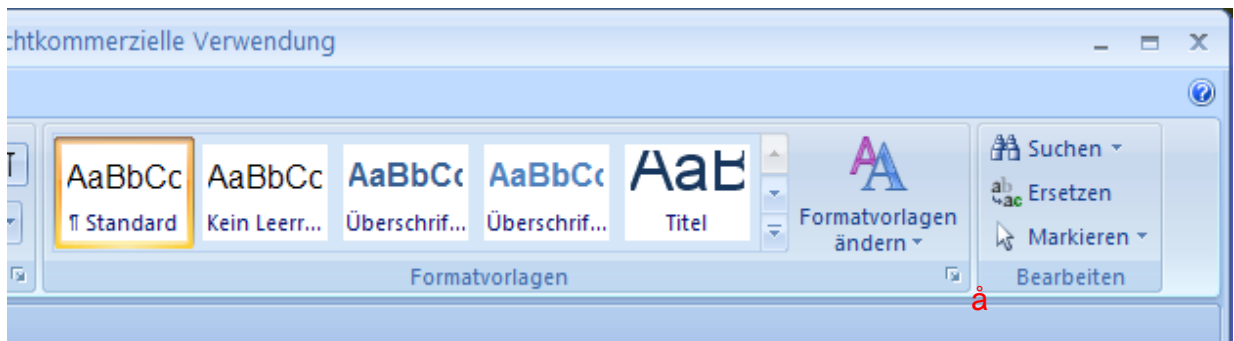 chtkommerzielle Verwendung
AaBbCc AaBbCc AaBbCc AaBbCc AaB
¶ Standard Kein Leerr... Überschrif... Überschrif... Titel
Formatvorlagen
ändern
Suchen
Ersetzen
Markieren
Formatvorlagen
Bearbeiten
å